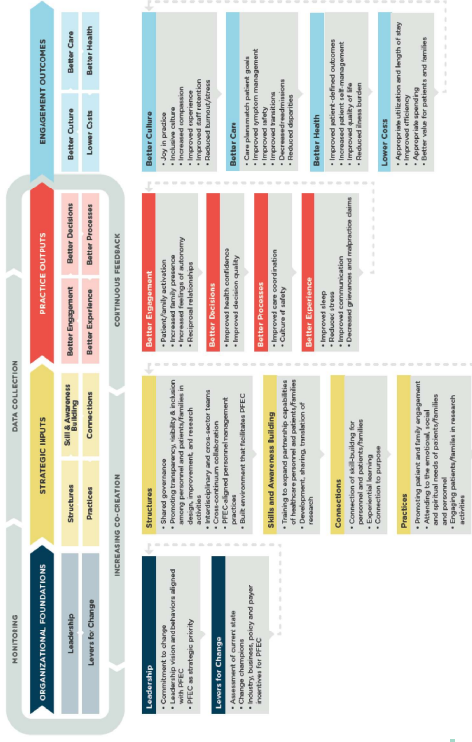 MONITORING
DATA COLLECTION
ORGANIZATIONAL FOUNDATIONS
STRATEGIC INPUTS
PRACTICE OUTPUTS
ENGAGEMENT OUTCOMES
Leadership
Levers for Change
Structures
Skill & Awareness
Building
Practices
Connections
Better Engagement
Better Decisions
Better Experience
Better Processes
Better Culture
Better Care
Lower Costs
Better Health
INCREASING CO-CREATION
CONTINUOUS FEEDBACK
Leadership
• Commitment to change
• Leadership vision and behaviors aligned
with PFEC
• PFEC as strategic priority
Levers for Change
• Assessment of current state
• Change champions
• Industry, business, policy and payer
incentives for PFEC
Structures
• Shared governance
• Promoting transparency, visibility & inclusion
among personnel and patients/families in
design, improvement, and research
activities
• Interdisciplinary and cross-sector teams
• Cross-continuum collaboration
• PFEC-aligned personnel management
practices
• Built environment that facilitates PFEC
Skills and Awareness Building
• Training to expand partnership capabilities
of healthcare personnel and patients/families
• Development, sharing, translation of
research
Connections
• Connection of skill-building for
personnel and patients/families
• Experiential learning
• Connection to purpose
Practices
• Promoting patient and family engagement
• Attending to the emotional, social
and spiritual needs of patients/families
and personnel
• Engaging patients/families in research
activities
Better Engagement
• Patient/family activation
• Increased family presence
• Increased feelings of autonomy
• Reciprocal relationships
Better Decisions
• Improved health confidence
• Improved decision quality
Better Processes
• Improved care coordination
• Culture of safety
Better Experience
• Improved sleep
• Reduced stress
• Improved communication
• Decreased grievances and malpractice claims
Better Culture
• Joy in practice
• Inclusive culture
• Increased compassion
• Improved experience
• Improved staff retention
• Reduced burnout/stress
Better Care
• Care plans match patient goals
• Improved symptom management
• Improved safety
• Improved transitions
• Decreased readmissions
• Reduced disparities
Better Health
• Improved patient-defined outcomes
• Increased patient self-management
• Improved quality of life
• Reduced illness burden
Lower Costs
• Appropriate utilization and length of stay
• Improved efficiency
• Appropriate spending
• Better value for patients and families